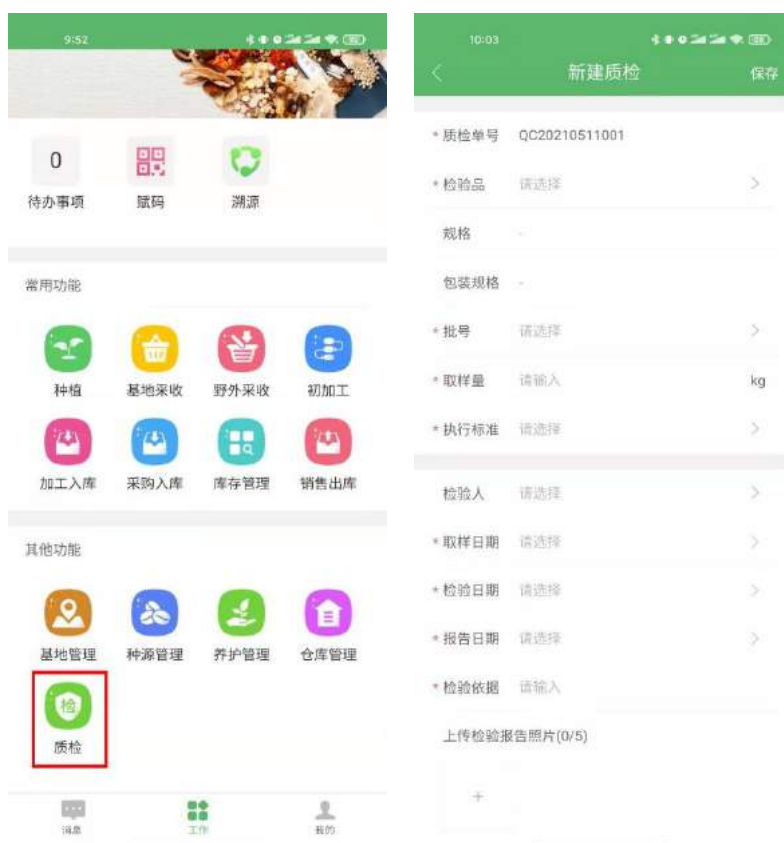 9:52
0
待办事项 赋码 溯源
常用功能
种植 基地采收 野外采收 初加工
加工入库 采购入库 库存管理 销售出库
其他功能
基地管理 种源管理 养护管理 仓库管理
检
质检
消息 工作 我的
10:03
新建质检 保存
* 质检单号 QC20210511001
* 检验品 请选择
规格 -
包装规格 -
* 批号 请选择
* 取样量 请输入 kg
* 执行标准 请选择
检验人 请选择
* 取样日期 请选择
* 检验日期 请选择
* 报告日期 请选择
* 检验依据 请输入
上传检验报告照片(0/5)
+